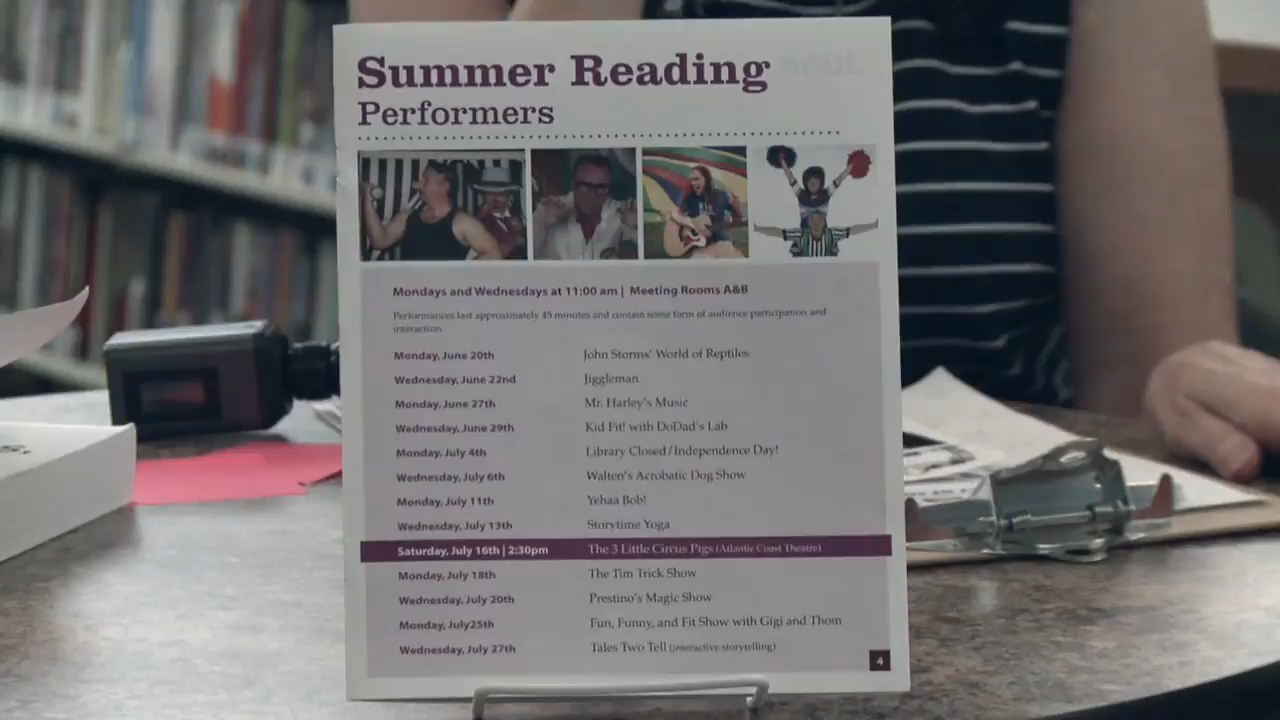 Summer Reading
Performers
Mondays and Wednesdays at 11:00 am | Meeting Rooms A&B
Performances last approximately 45 minutes and contain some form of audience participation and
interaction.
Monday, June 20th John Storms' World of Reptiles
Wednesday, June 22nd Jiggleman
Monday, June 27th Mr. Harley's Music
Wednesday, June 29th Kid Fit! with DoDad's Lab
Monday, July 4th Library Closed/Independence Day!
Wednesday, July 6th Walten's Acrobatic Dog Show
Monday, July 11th Yehaa Bob!
Wednesday, July 13th Storytime Yoga
Saturday, July 16th | 2:30pm The 3 Little Circus Pigs (Atlantic Coast Theatre)
Monday, July 18th The Tim Trick Show
Wednesday, July 20th Prestino's Magic Show
Monday, July25th Fun, Funny, and Fit Show with Gigi and Thom
Wednesday, July 27th Tales Two Tell (interactive storytelling)
4